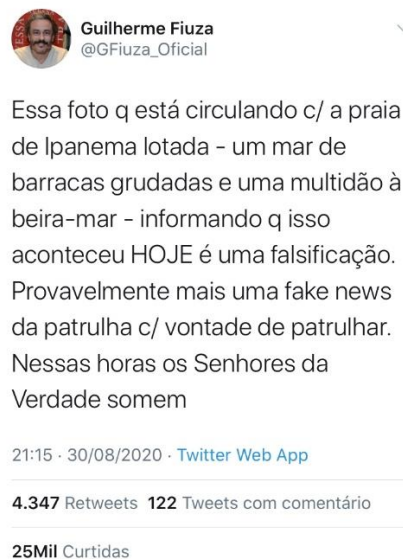 Guilherme Fiuza
@GFiuza_Oficial
Essa foto q está circulando c/ a praia
de Ipanema lotada - um mar de
barracas grudadas e uma multidão à
beira-mar - informando q isso
aconteceu HOJE é uma falsificação.
Provavelmente mais uma fake news
da patrulha c/ vontade de patrulhar.
Nessas horas os Senhores da
Verdade somem
21:15 · 30/08/2020 · Twitter Web App
4.347 Retweets 122 Tweets com comentário
25Mil Curtidas